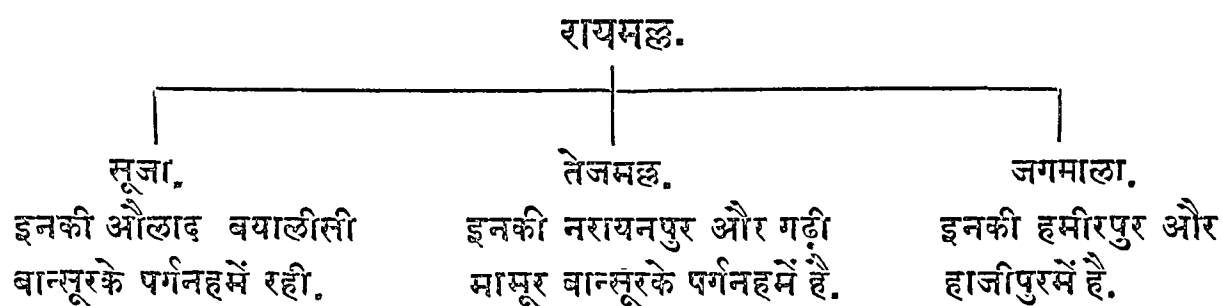 रायमल्ल.
सूजा.
इनकी औलाद बयालीसी
बान्सूरके पर्गनहमें रही.
तेजमल्ल.
इनकी नरायनपुर और गढ़ी
मामूर बान्सूरके पर्गनहमें है.
जगमाला.
इनकी हमीरपुर और
हाजीपुरमें है.